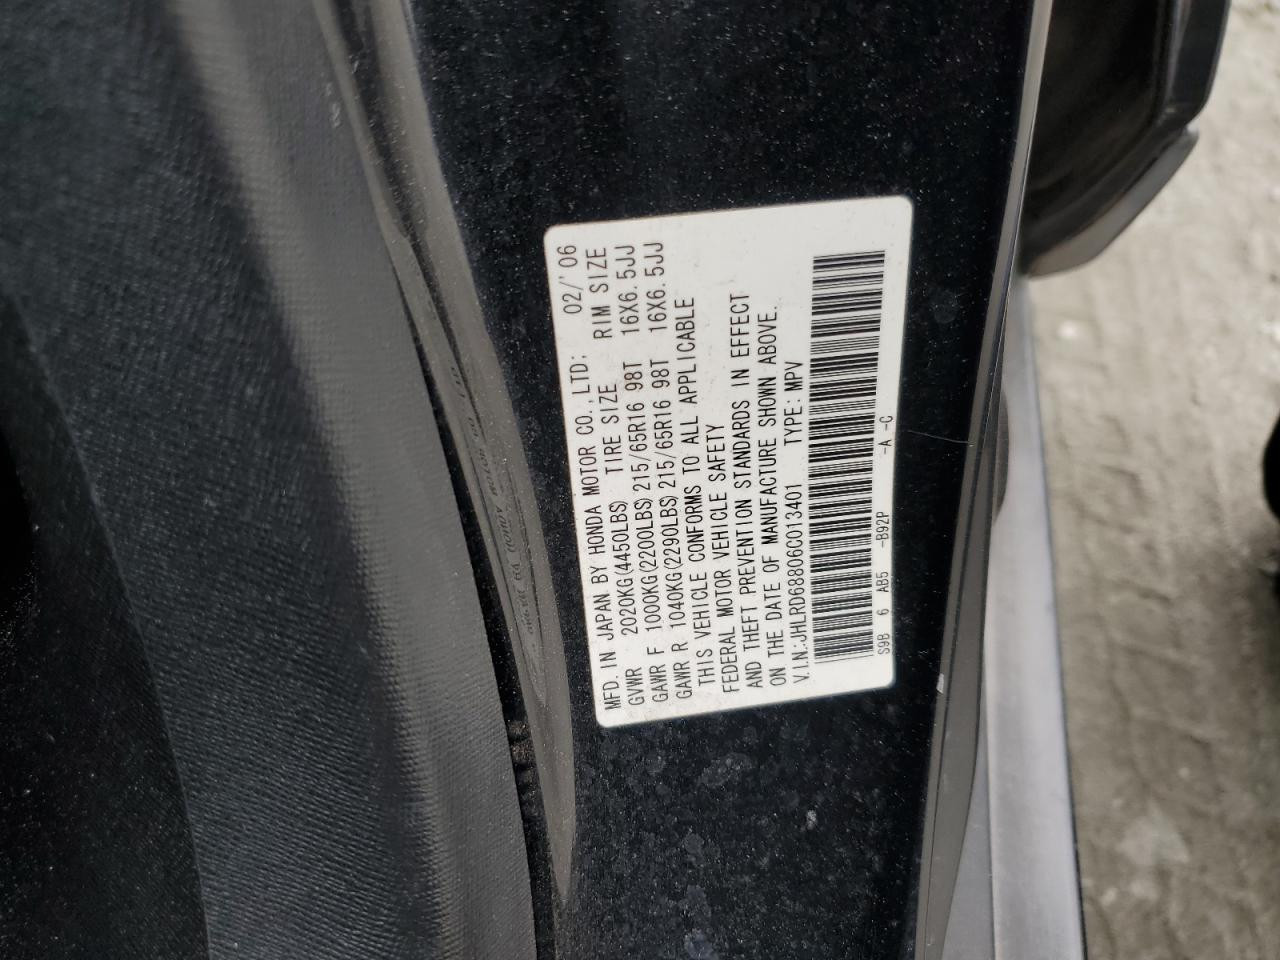 MFD. IN JAPAN BY HONDA MOTOR CO.,LTD: 02/'06
GVWR 2020KG(4450LBS) TIRE SIZE RIM SIZE
GAWR F 1000KG(2200LBS) 215/65R16 98T 16X6.5JJ
GAWR R 1040KG(2290LBS) 215/65R16 98T 16X6.5JJ
THIS VEHICLE CONFORMS TO ALL APPLICABLE
FEDERAL MOTOR VEHICLE SAFETY
AND THEFT PREVENTION STANDARDS IN EFFECT
ON THE DATE OF MANUFACTURE SHOWN ABOVE.
V.I.N.:JHLRD68806C013401 TYPE: MPV
S9B 6 AB5 -B92P -A -C